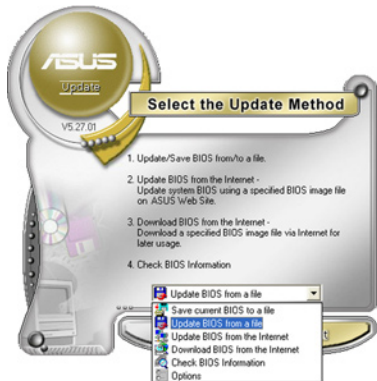 ASUS
Update
V5.27.01
Select the Update Method
1. Update/Save BIOS from/to a file.
2. Update BIOS from the Internet -
Update system BIOS using a specified BIOS image file
on ASUS Web Site.
3. Download BIOS from the Internet -
Download a specified BIOS image file via Internet for
later usage.
4. Check BIOS Information
Update BIOS from a file
Save current BIOS to a file
Update BIOS from a file
Update BIOS from the Internet
Download BIOS from the Internet
Check BIOS Information
Options